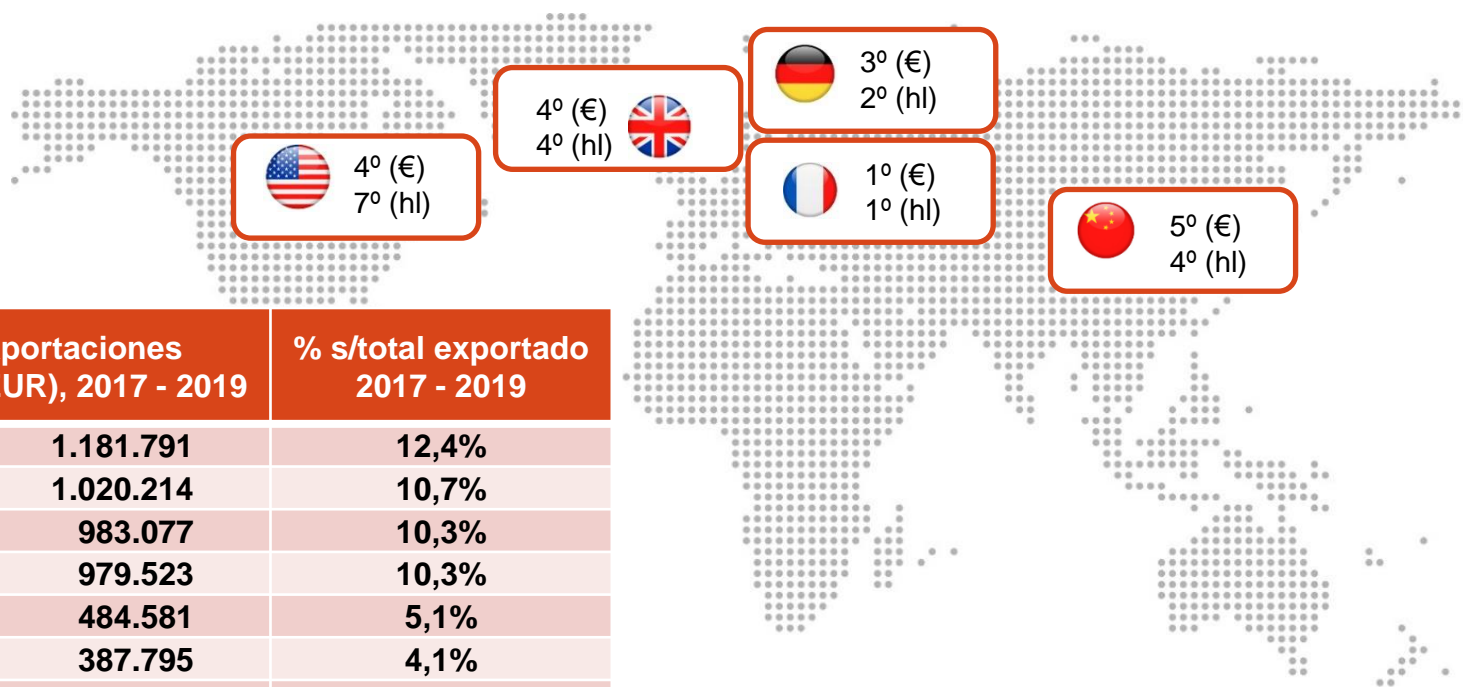 3º (€)
2º (hl)
4º (€)
4º (hl)
4º (€)
7º (hl)
1º (€)
1º (hl)
5º (€)
4º (hl)
portaciones
UR), 2017 - 2019
% s/total exportado
2017 - 2019
1.181.791 12,4%
1.020.214 10,7%
983.077 10,3%
979.523 10,3%
484.581 5,1%
387.795 4,1%